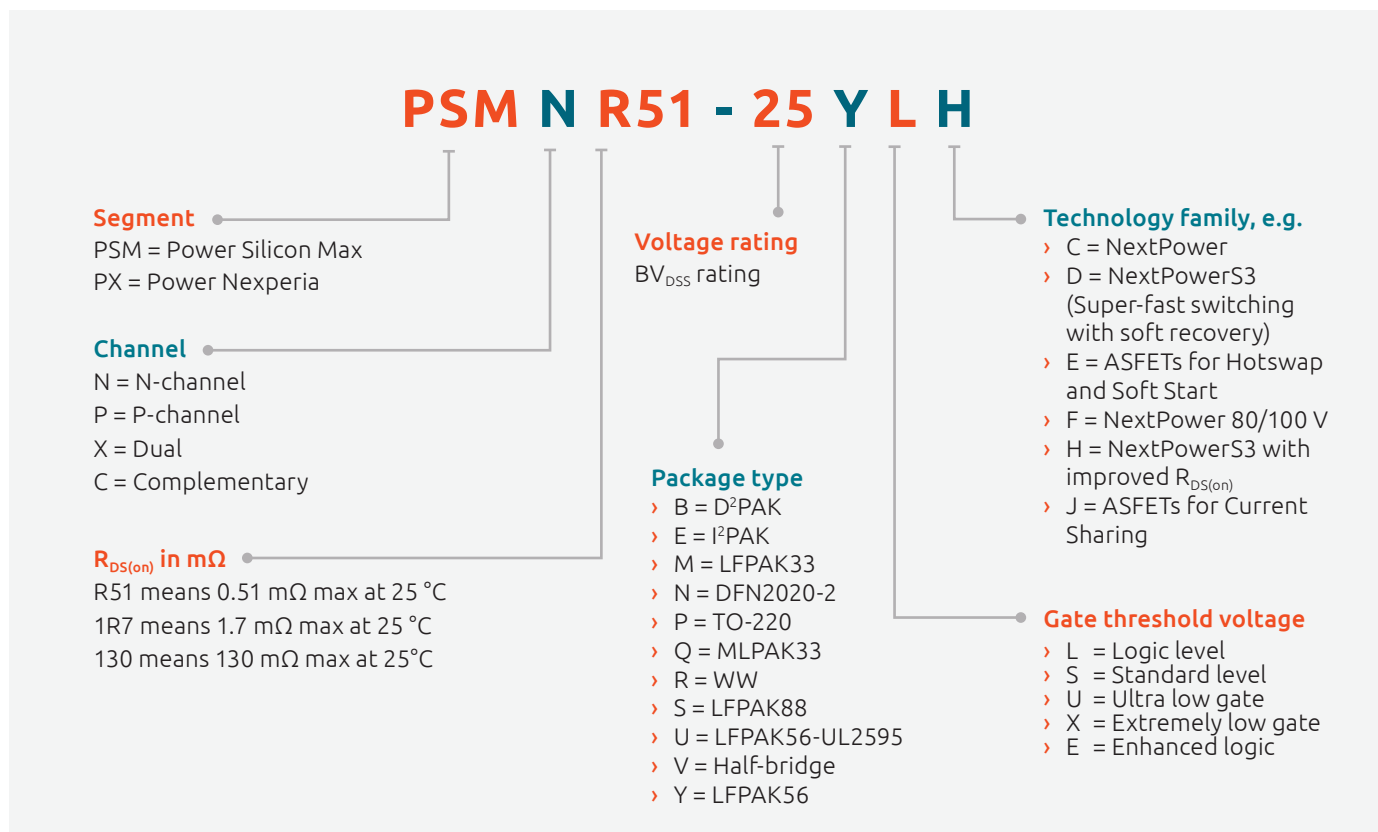 PSM N R51 - 25 Y L H
Segment
PSM = Power Silicon Max
PX = Power Nexperia
Channel
N = N-channel
P = P-channel
X = Dual
C = Complementary
RDS(on) in mΩ
R51 means 0.51 mΩ max at 25 °C
1R7 means 1.7 mΩ max at 25 °C
130 means 130 mΩ max at 25°C
Voltage rating
BVDSS rating
Package type
› B = D²PAK
› E = I²PAK
› M = LFPAK33
› N = DFN2020-2
› P = TO-220
› Q = MLPAK33
› R = WW
› S = LFPAK88
› U = LFPAK56-UL2595
› V = Half-bridge
› Y = LFPAK56
Technology family, e.g.
› C = NextPower
› D = NextPowerS3
(Super-fast switching
with soft recovery)
› E = ASFETs for Hotswap
and Soft Start
› F = NextPower 80/100 V
› H = NextPowerS3 with
improved RDS(on)
› J = ASFETs for Current
Sharing
Gate threshold voltage
› L = Logic level
› S = Standard level
› U = Ultra low gate
› X = Extremely low gate
› E = Enhanced logic